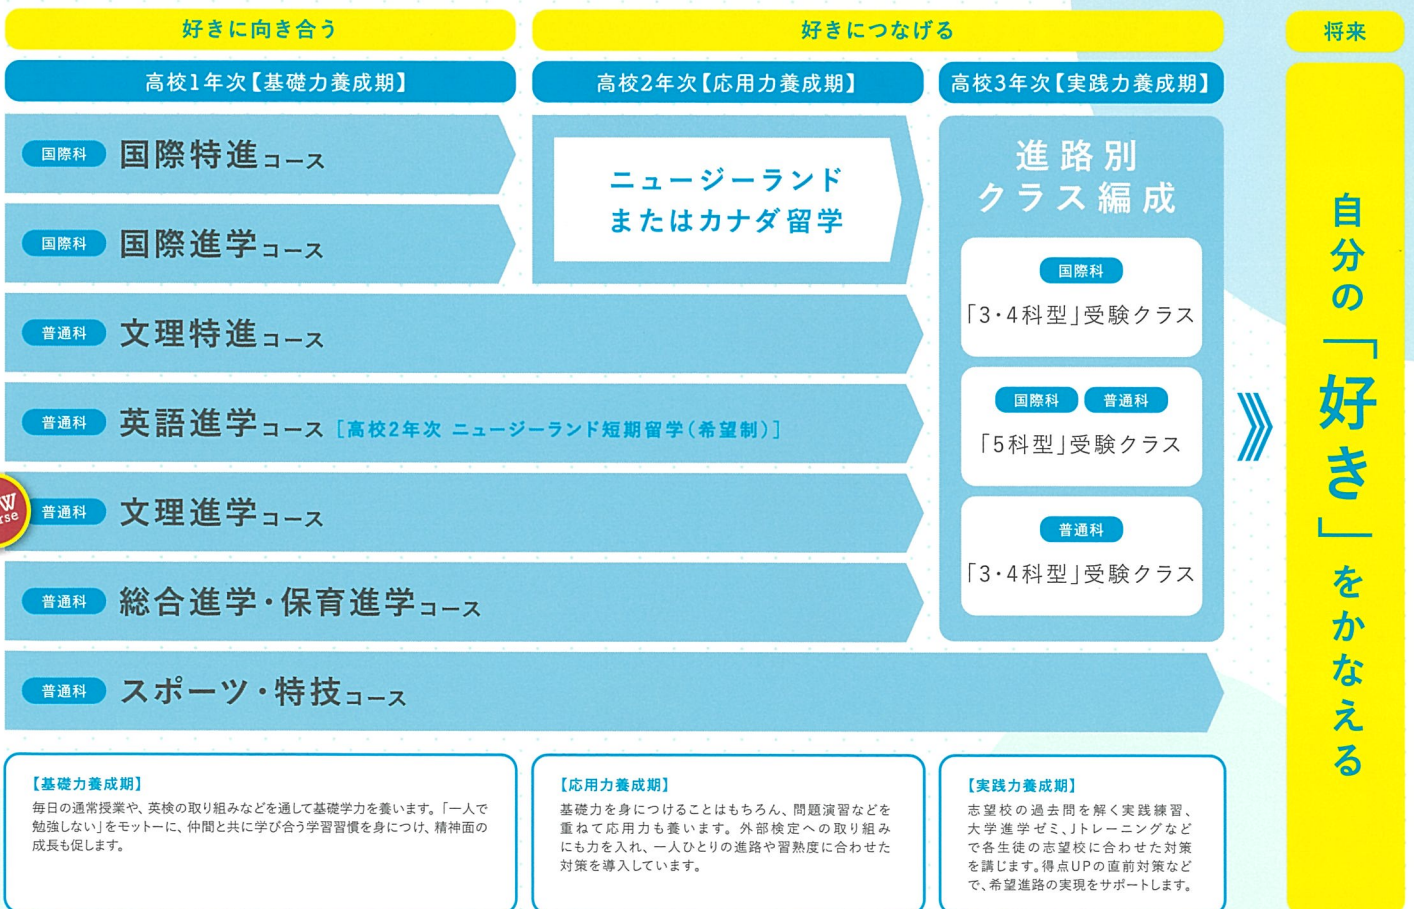 好きに向き合う
好きにつなげる
将来
高校1年次【基礎力養成期】
高校2年次【応用力養成期】
高校3年次【実践力養成期】
国際科 国際特進コース
国際科 国際進学コース
ニュージーランド
またはカナダ留学
普通科 文理特進コース
普通科 英語進学コース [高校2年次 ニュージーランド短期留学(希望制)]
普通科 文理進学コース
普通科 総合進学・保育進学コース
普通科 スポーツ・特技コース
進路別
クラス編成
国際科
「3・4科型」受験クラス
国際科 普通科
「5科型」受験クラス
普通科
「3・4科型」受験クラス
自分の「好き」をかなえる
【基礎力養成期】
毎日の通常授業や、英検の取り組みなどを通して基礎学力を養います。「一人で
勉強しない」をモットーに、仲間と共に学び合う学習習慣を身につけ、精神面の
成長も促します。
【応用力養成期】
基礎力を身につけることはもちろん、問題演習などを
重ねて応用力も養います。外部検定への取り組み
にも力を入れ、一人ひとりの進路や習熟度に合わせた
対策を導入しています。
【実践力養成期】
志望校の過去問を解く実践練習、
大学進学ゼミ、Jトレーニングなど
で各生徒の志望校に合わせた対策
を講じます。得点UPの直前対策など
で、希望進路の実現をサポートします。